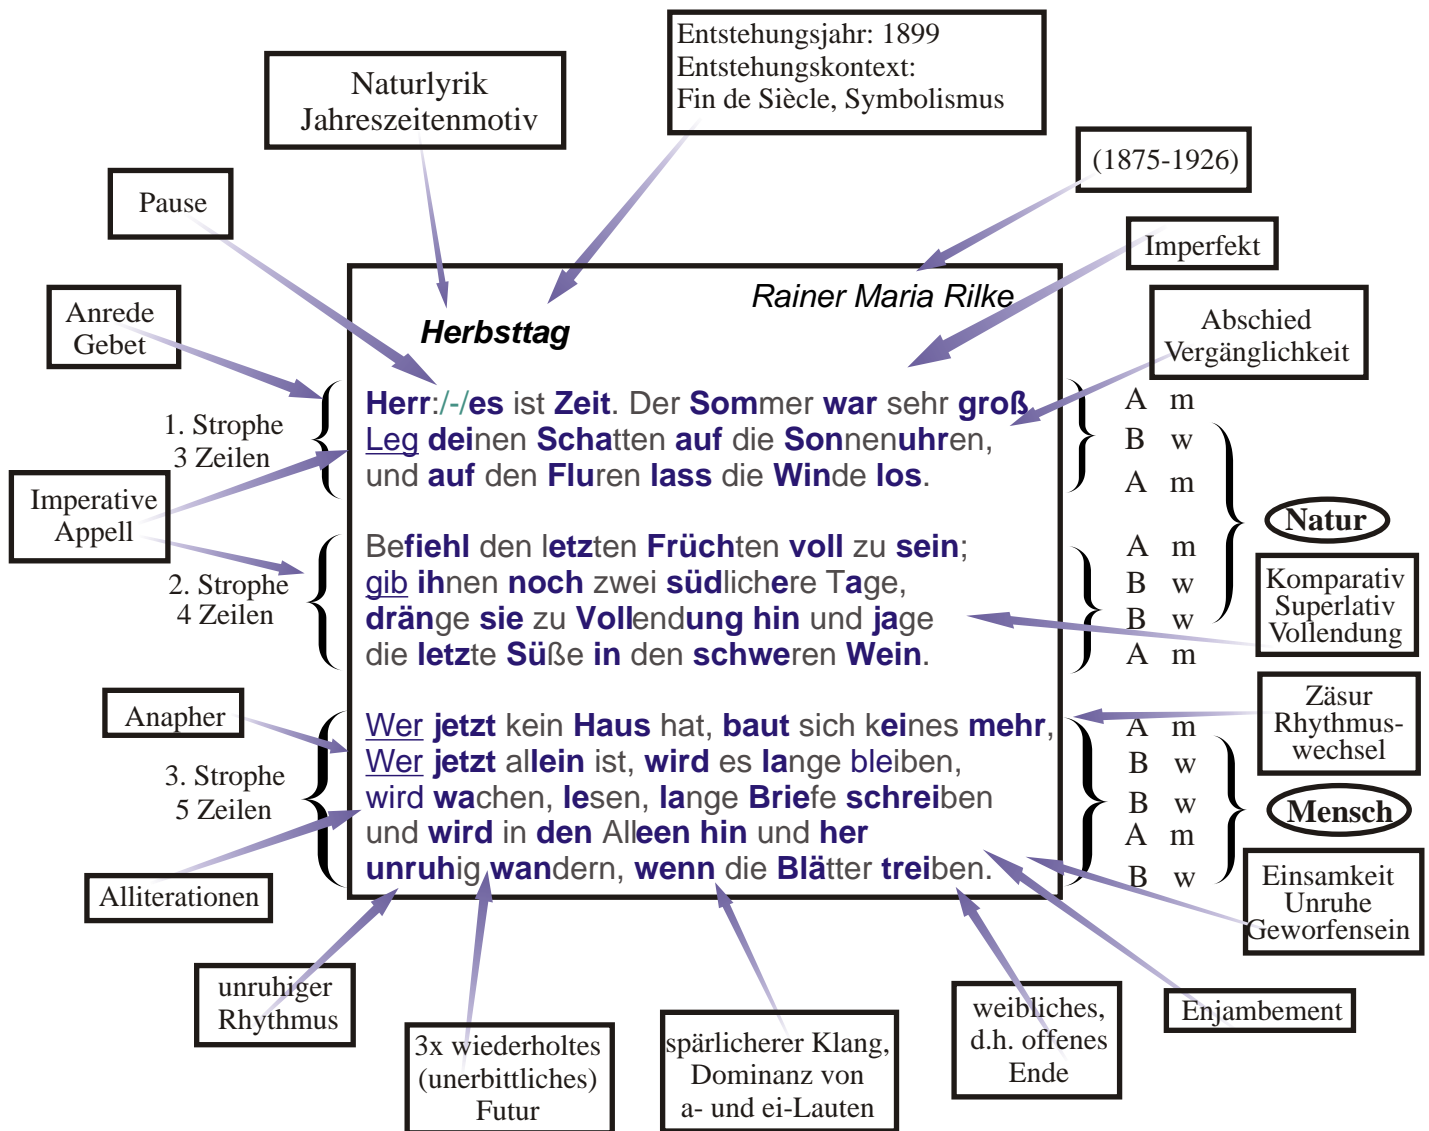 Entstehungsjahr: 1899
Entstehungskontext:
Fin de Siècle, Symbolismus
Naturlyrik
Jahreszeitenmotiv
(1875-1926)
Pause
Imperfekt
Anrede
Gebet
Abschied
Vergänglichkeit
1. Strophe
3 Zeilen
Imperative
Appell
2. Strophe
4 Zeilen
Anapher
3. Strophe
5 Zeilen
Alliterationen
Rainer Maria Rilke
Herbsttag
Herr:/-/es ist Zeit. Der Sommer war sehr groß.
Leg deinen Schatten auf die Sonnenuhren,
und auf den Fluren lass die Winde los.
Befiehl den letzten Früchten voll zu sein;
gib ihnen noch zwei südlichere Tage,
dränge sie zu Vollendung hin und jage
die letzte Süße in den schweren Wein.
Wer jetzt kein Haus hat, baut sich keines mehr,
Wer jetzt allein ist, wird es lange bleiben,
wird wachen, lesen, lange Briefe schreiben
und wird in den Alleen hin und her
unruhig wandern, wenn die Blätter treiben.
A m
B w
A m
A m
B w
B w
A m
A m
B w
B w
A m
B w
Natur
Komparativ
Superlativ
Vollendung
Zäsur
Rhythmus-
wechsel
Mensch
Einsamkeit
Unruhe
Geworfensein
unruhiger
Rhythmus
3x wiederholtes
(unerbittliches)
Futur
spärlicherer Klang,
Dominanz von
a- und ei-Lauten
weibliches,
d.h. offenes
Ende
Enjambement